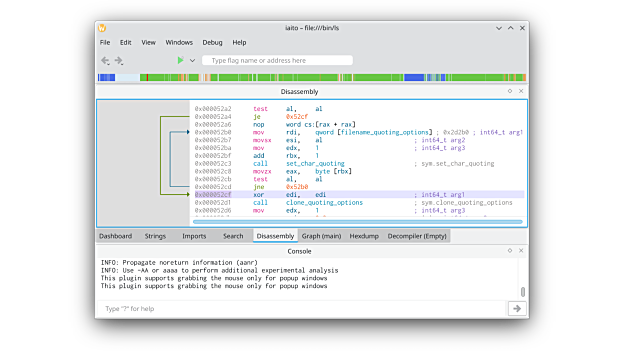 iaito – file:///bin/ls
File Edit View Windows Debug Help
Type flag name or address here
Disassembly
0x000052a2 test al, al
0x000052a4 je 0x52cf
0x000052a6 nop word cs:[rax + rax]
0x000052b0 mov rdi, qword [filename_quoting_options] ; 0x2d2b0 ; int64_t arg1
0x000052b7 movsx esi, al ; int64_t arg2
0x000052ba mov edx, 1 ; int64_t arg3
0x000052bf add rbx, 1
0x000052c3 call set_char_quoting ; sym.set_char_quoting
0x000052c8 movzx eax, byte [rbx]
0x000052cb test al, al
0x000052cd jne 0x52b0
0x000052cf xor edi, edi ; int64_t arg1
0x000052d1 call clone_quoting_options ; sym.clone_quoting_options
0x000052d6 mov edx, 1 ; int64_t arg3
Dashboard Strings Imports Search Disassembly Graph (main) Hexdump Decompiler (Empty)
Console
INFO: Propagate noreturn information (aanr)
INFO: Use -AA or aaaa to perform additional experimental analysis
This plugin supports grabbing the mouse only for popup windows
This plugin supports grabbing the mouse only for popup windows
Type "?" for help